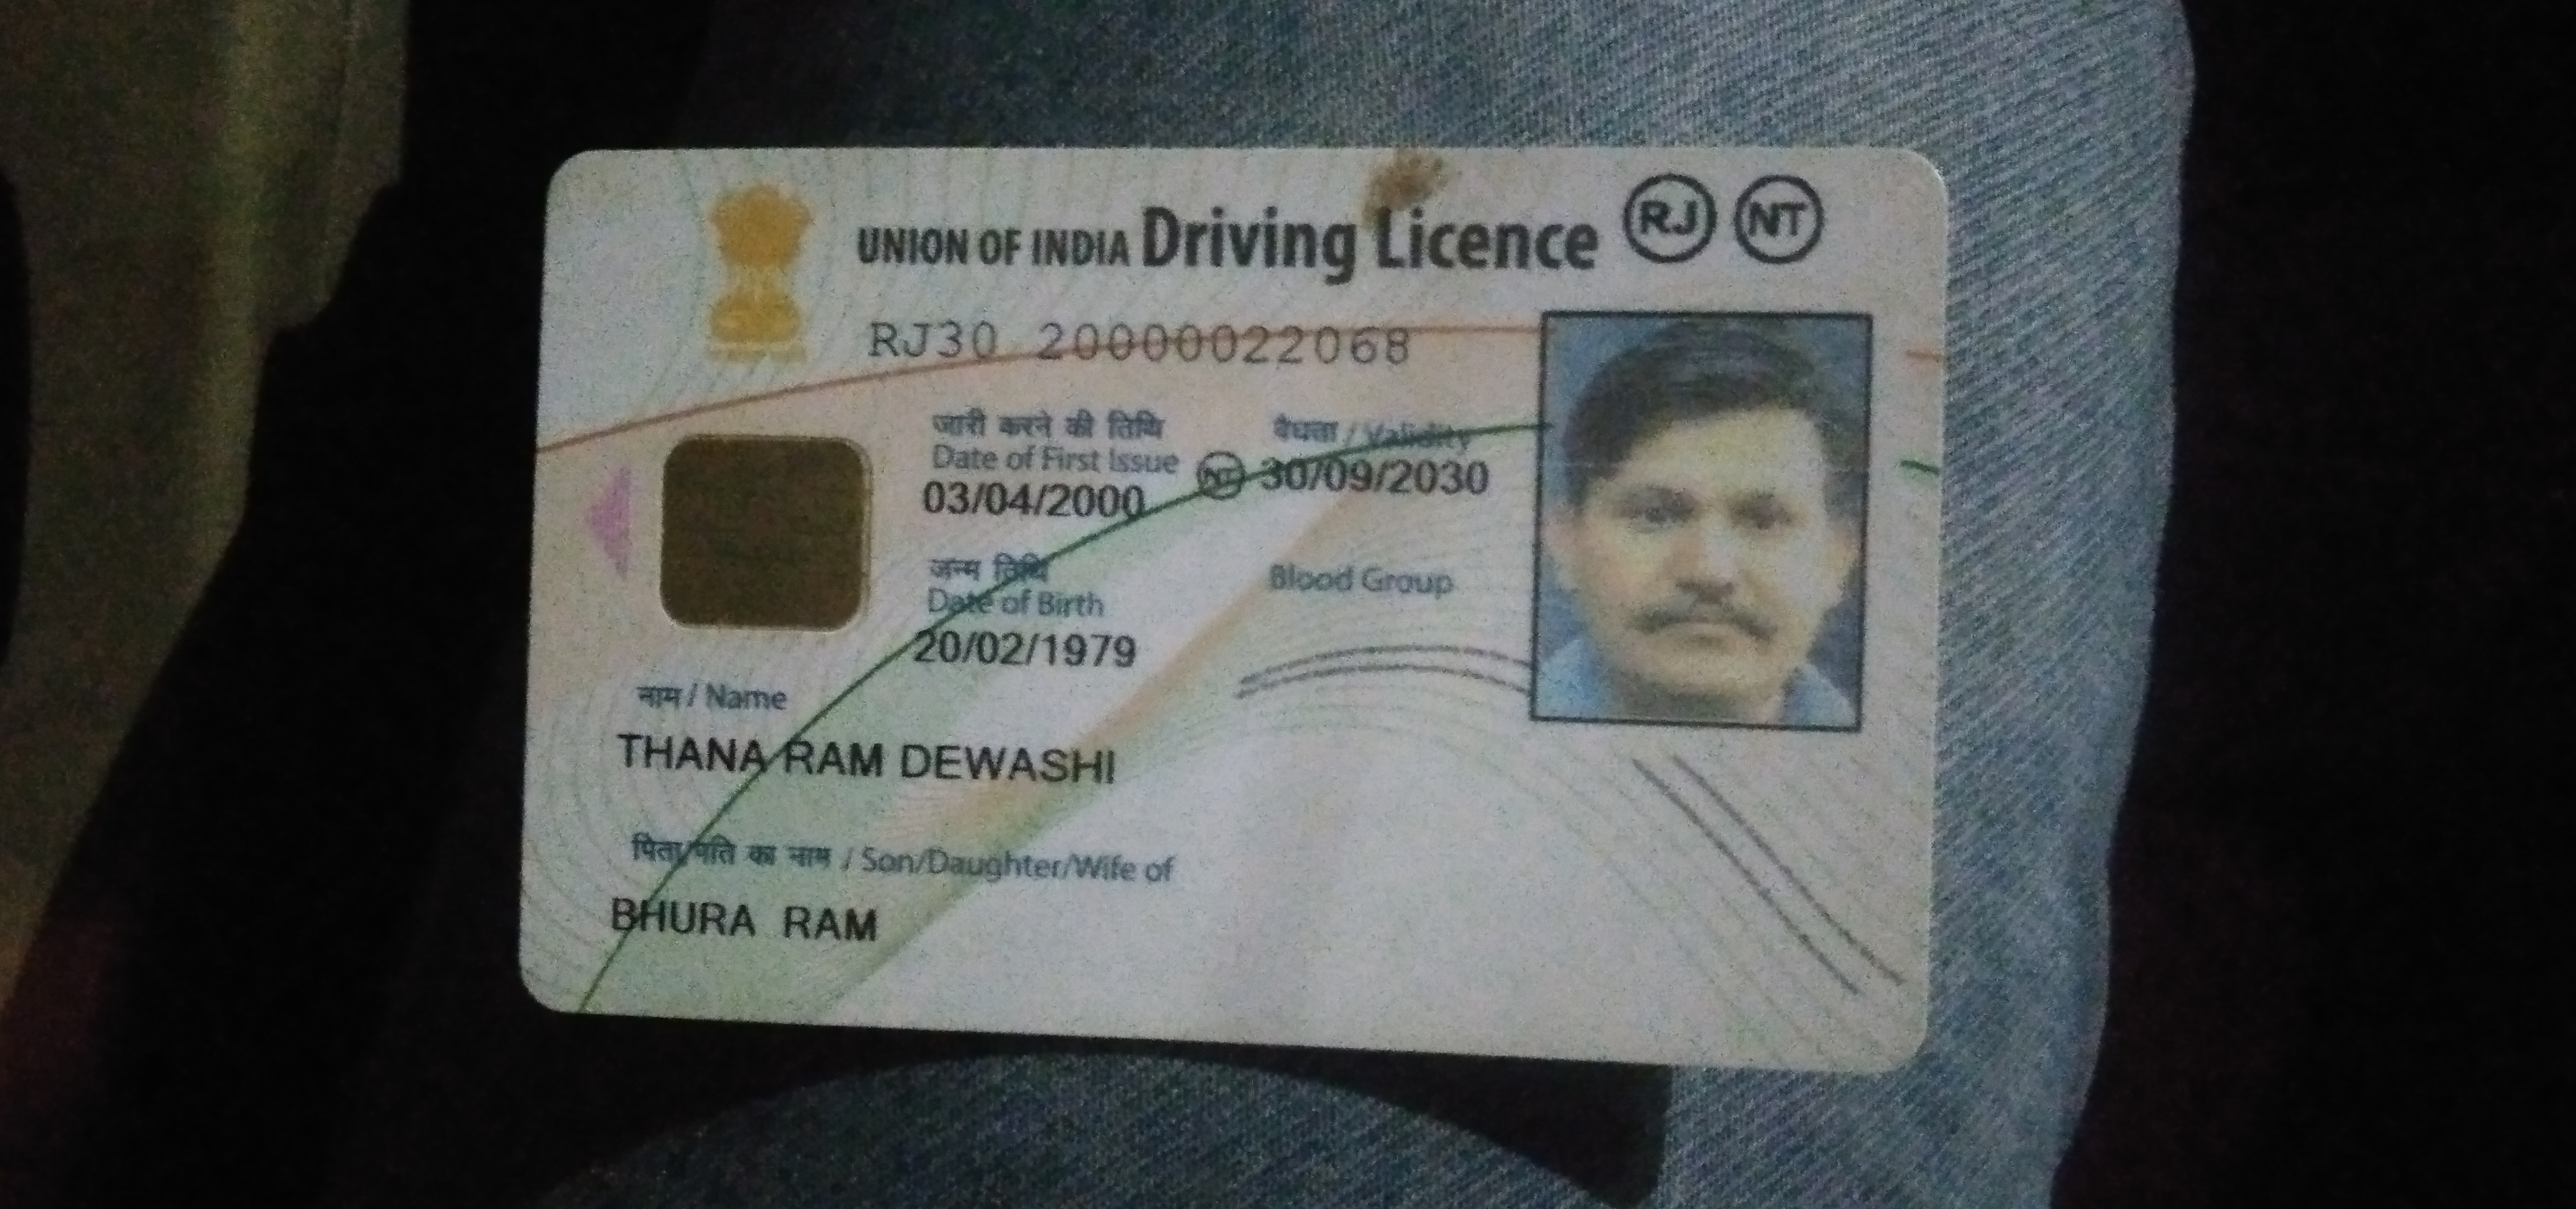 UNION OF INDIA Driving Licence RJ NT
RJ30 20000022068
जारी करने की तिथि वैधता / Validity
Date of First Issue NT 30/09/2030
03/04/2000
जन्म तिथि
Date of Birth Blood Group
20/02/1979
नाम / Name
THANA RAM DEWASHI
पिता/पति का नाम / Son/Daughter/Wife of
BHURA RAM